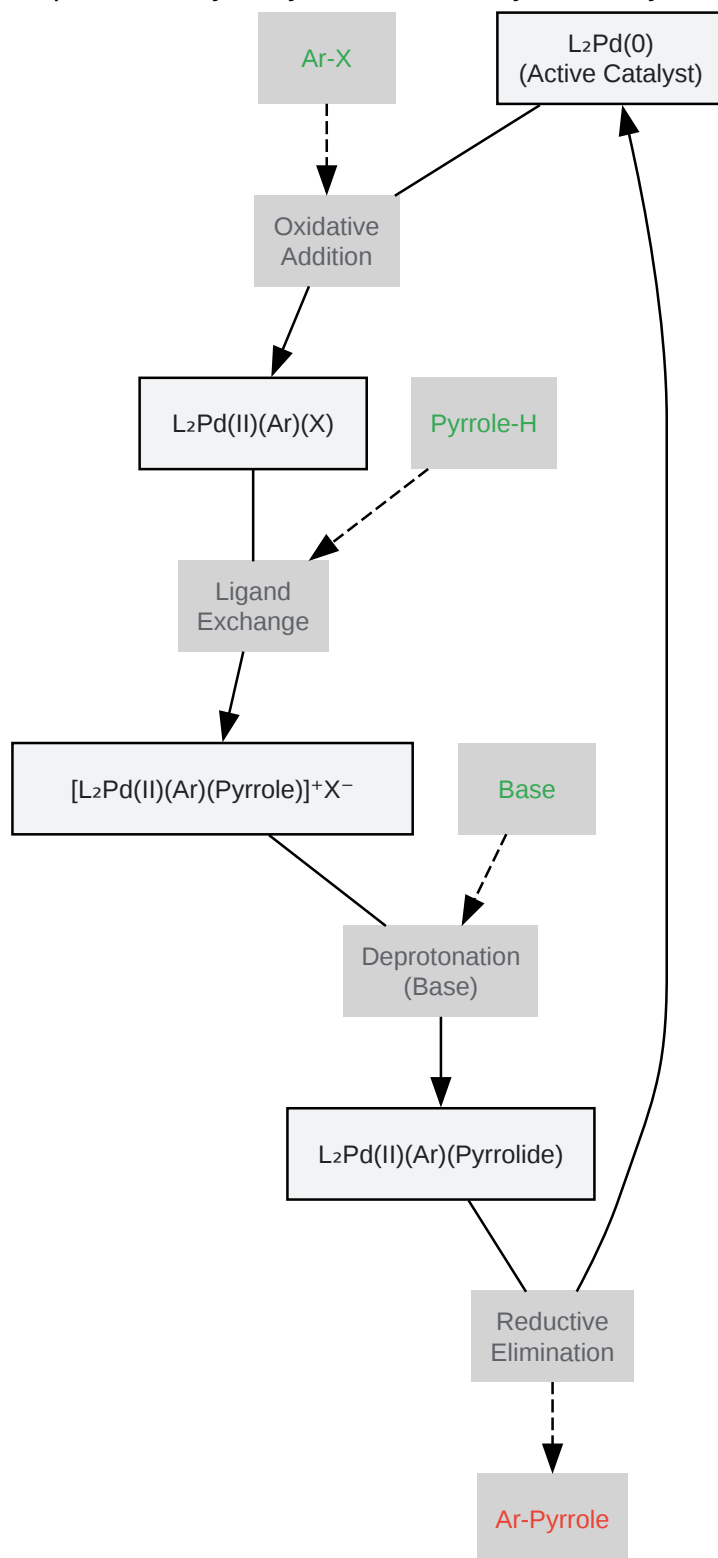 L₂Pd(0)
(Active Catalyst)
Ar-X
Oxidative
Addition
L₂Pd(II)(Ar)(X)
Pyrrole-H
Ligand
Exchange
[L₂Pd(II)(Ar)(Pyrrole)]⁺X⁻
Base
Deprotonation
(Base)
L₂Pd(II)(Ar)(Pyrrolide)
Reductive
Elimination
Ar-Pyrrole